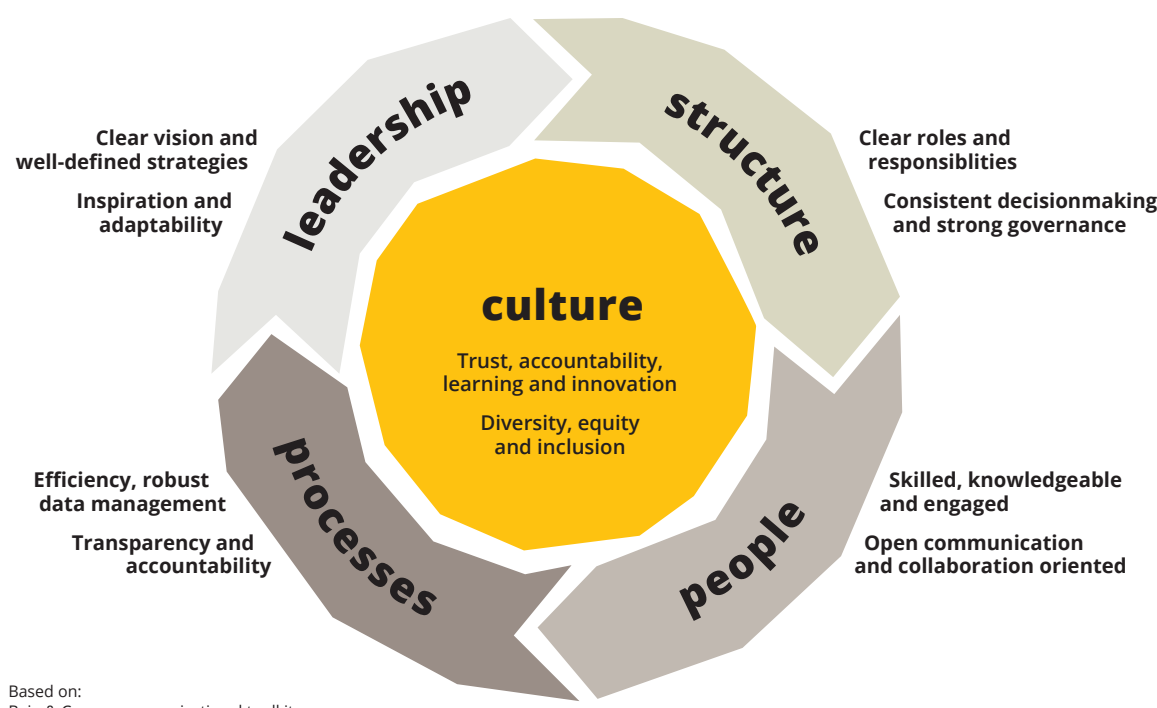 leadership
Clear vision and
well-defined strategies
Inspiration and
adaptability
structure
Clear roles and
responsiblities
Consistent decisionmaking
and strong governance
culture
Trust, accountability,
learning and innovation
Diversity, equity
and inclusion
processes
Efficiency, robust
data management
Transparency and
accountability
people
Skilled, knowledgeable
and engaged
Open communication
and collaboration oriented
Based on: